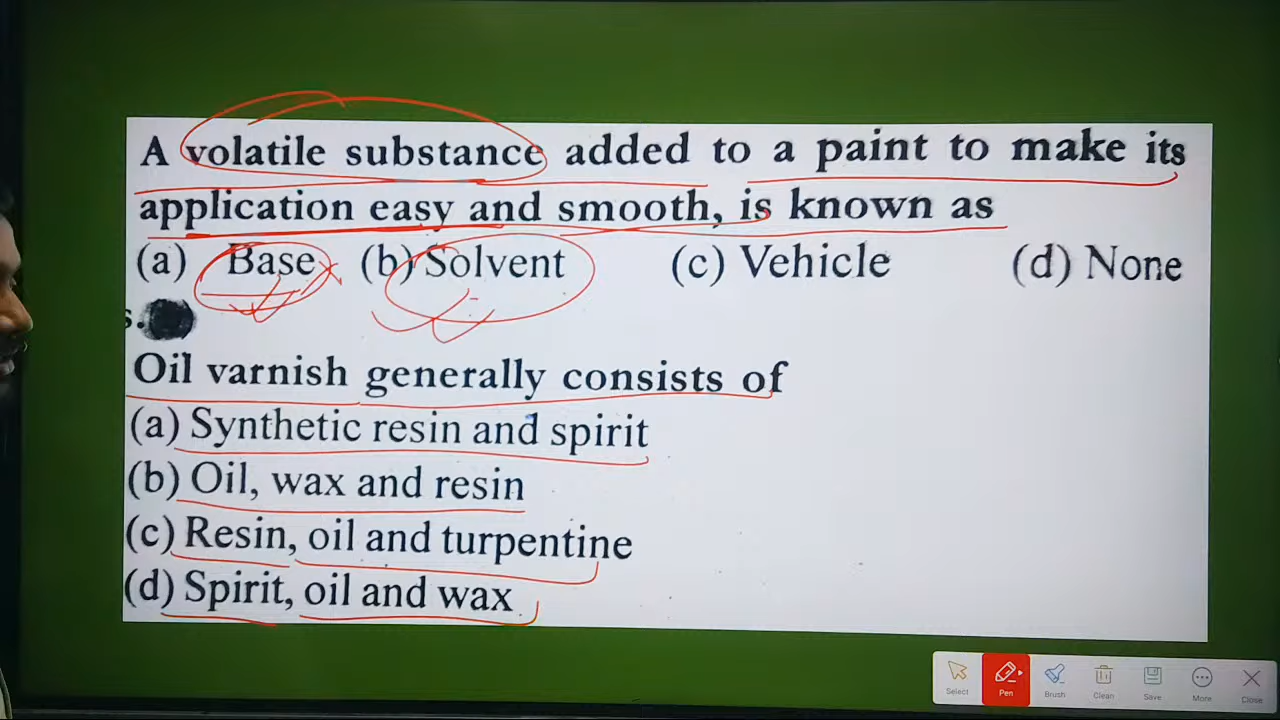 A volatile substance added to a paint to make its
application easy and smooth, is known as
(a) Base (b) Solvent (c) Vehicle (d) None
s.
Oil varnish generally consists of
(a) Synthetic resin and spirit
(b) Oil, wax and resin
(c) Resin, oil and turpentine
(d) Spirit, oil and wax
Select Pen Brush Clean Save More Close